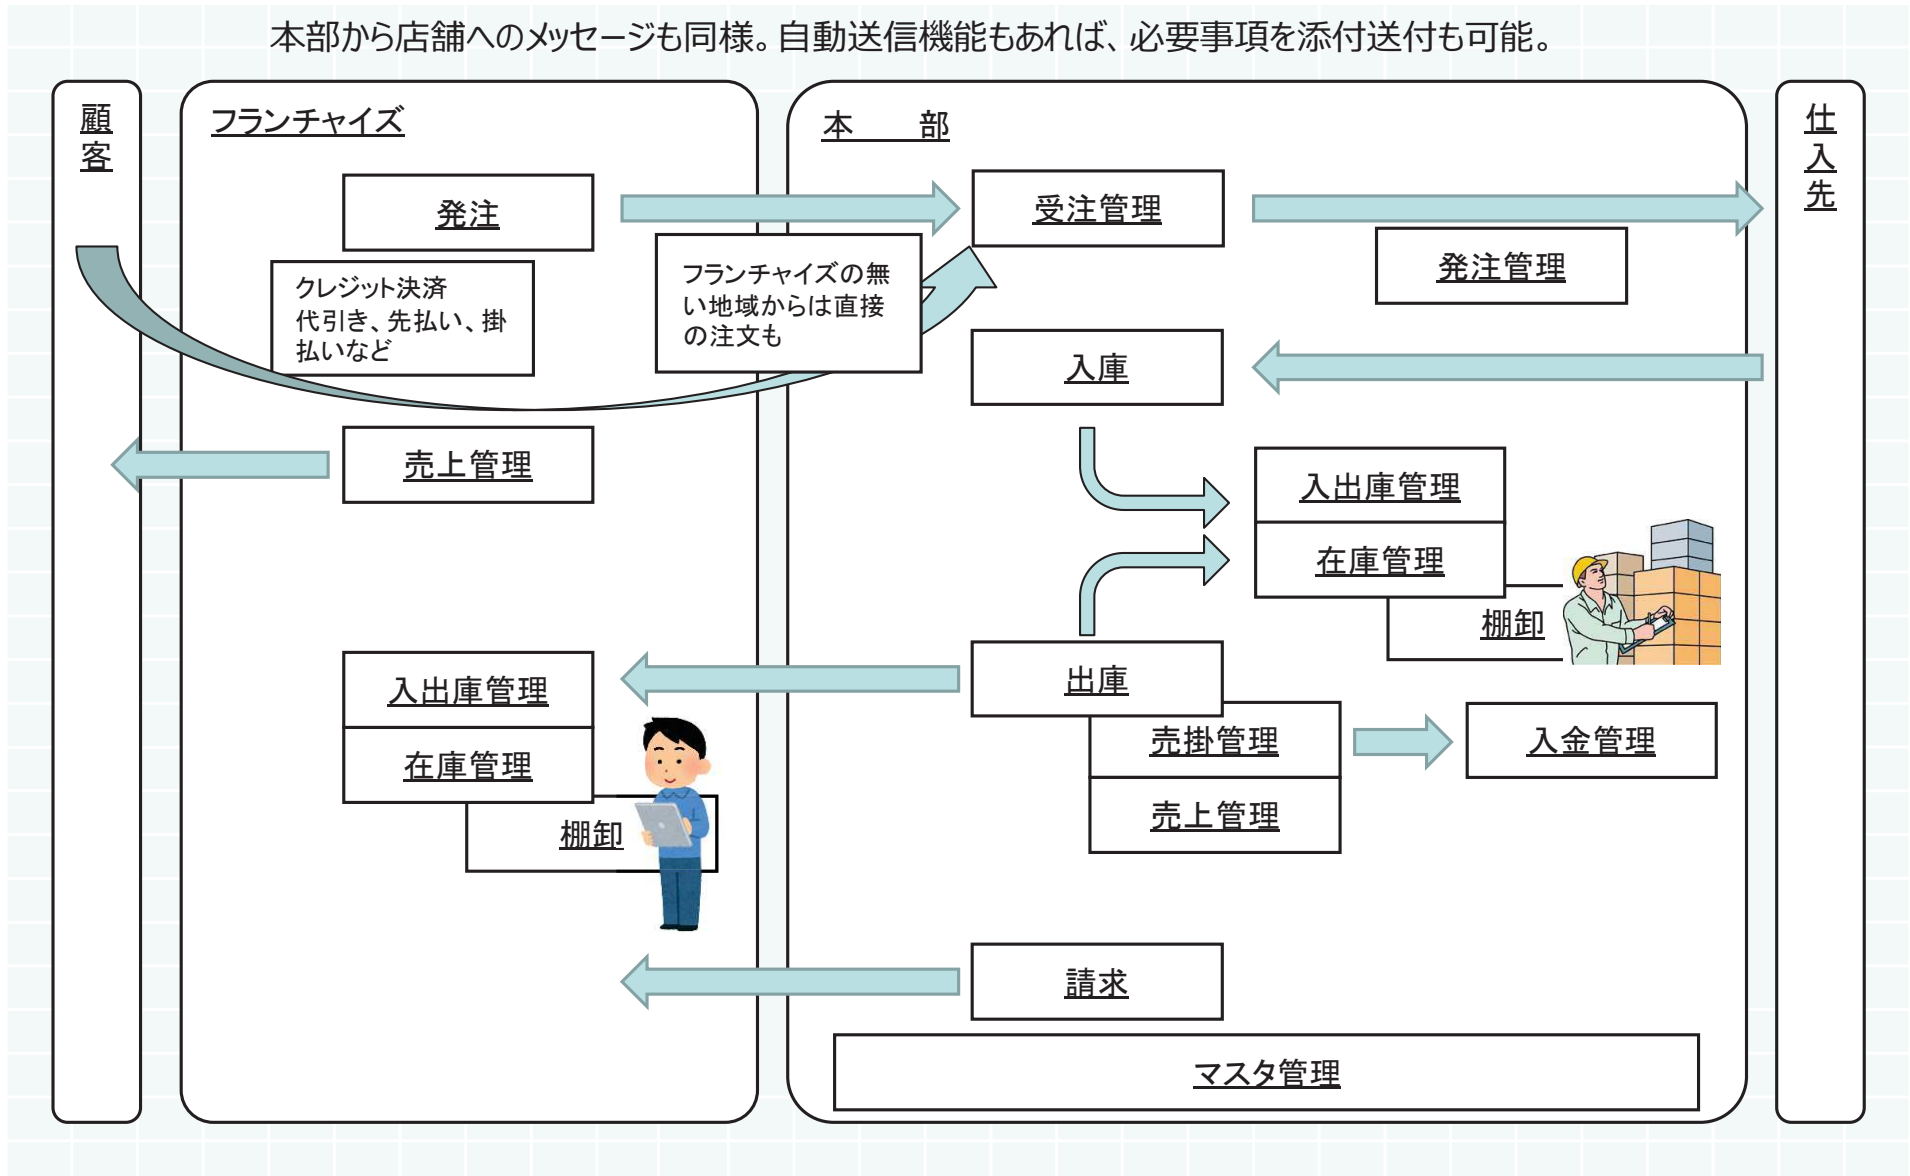 本部から店舗へのメッセージも同様。自動送信機能もあれば、必要事項を添付送付も可能。
顧
客
フランチャイズ
発注
クレジット決済
代引き、先払い、掛
払いなど
フランチャイズの無
い地域からは直接
の注文も
売上管理
入出庫管理
在庫管理
棚卸
本　　部
受注管理
発注管理
入庫
入出庫管理
在庫管理
棚卸
出庫
売掛管理
入金管理
売上管理
請求
マスタ管理
仕
入
先